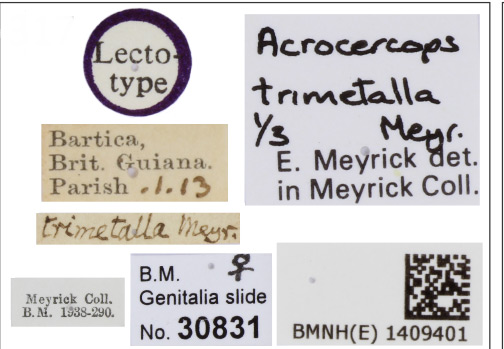 Lecto-
type
Acrocercops
trimetalla
1/3 Meyr.
E. Meyrick det.
in Meyrick Coll.
Bartica,
Brit. Guiana.
Parish .1.13
trimetalla Meyr.
Meyrick Coll.
B.M. 1938-290.
B.M. ♀
Genitalia slide
No. 30831
BMNH(E) 1409401